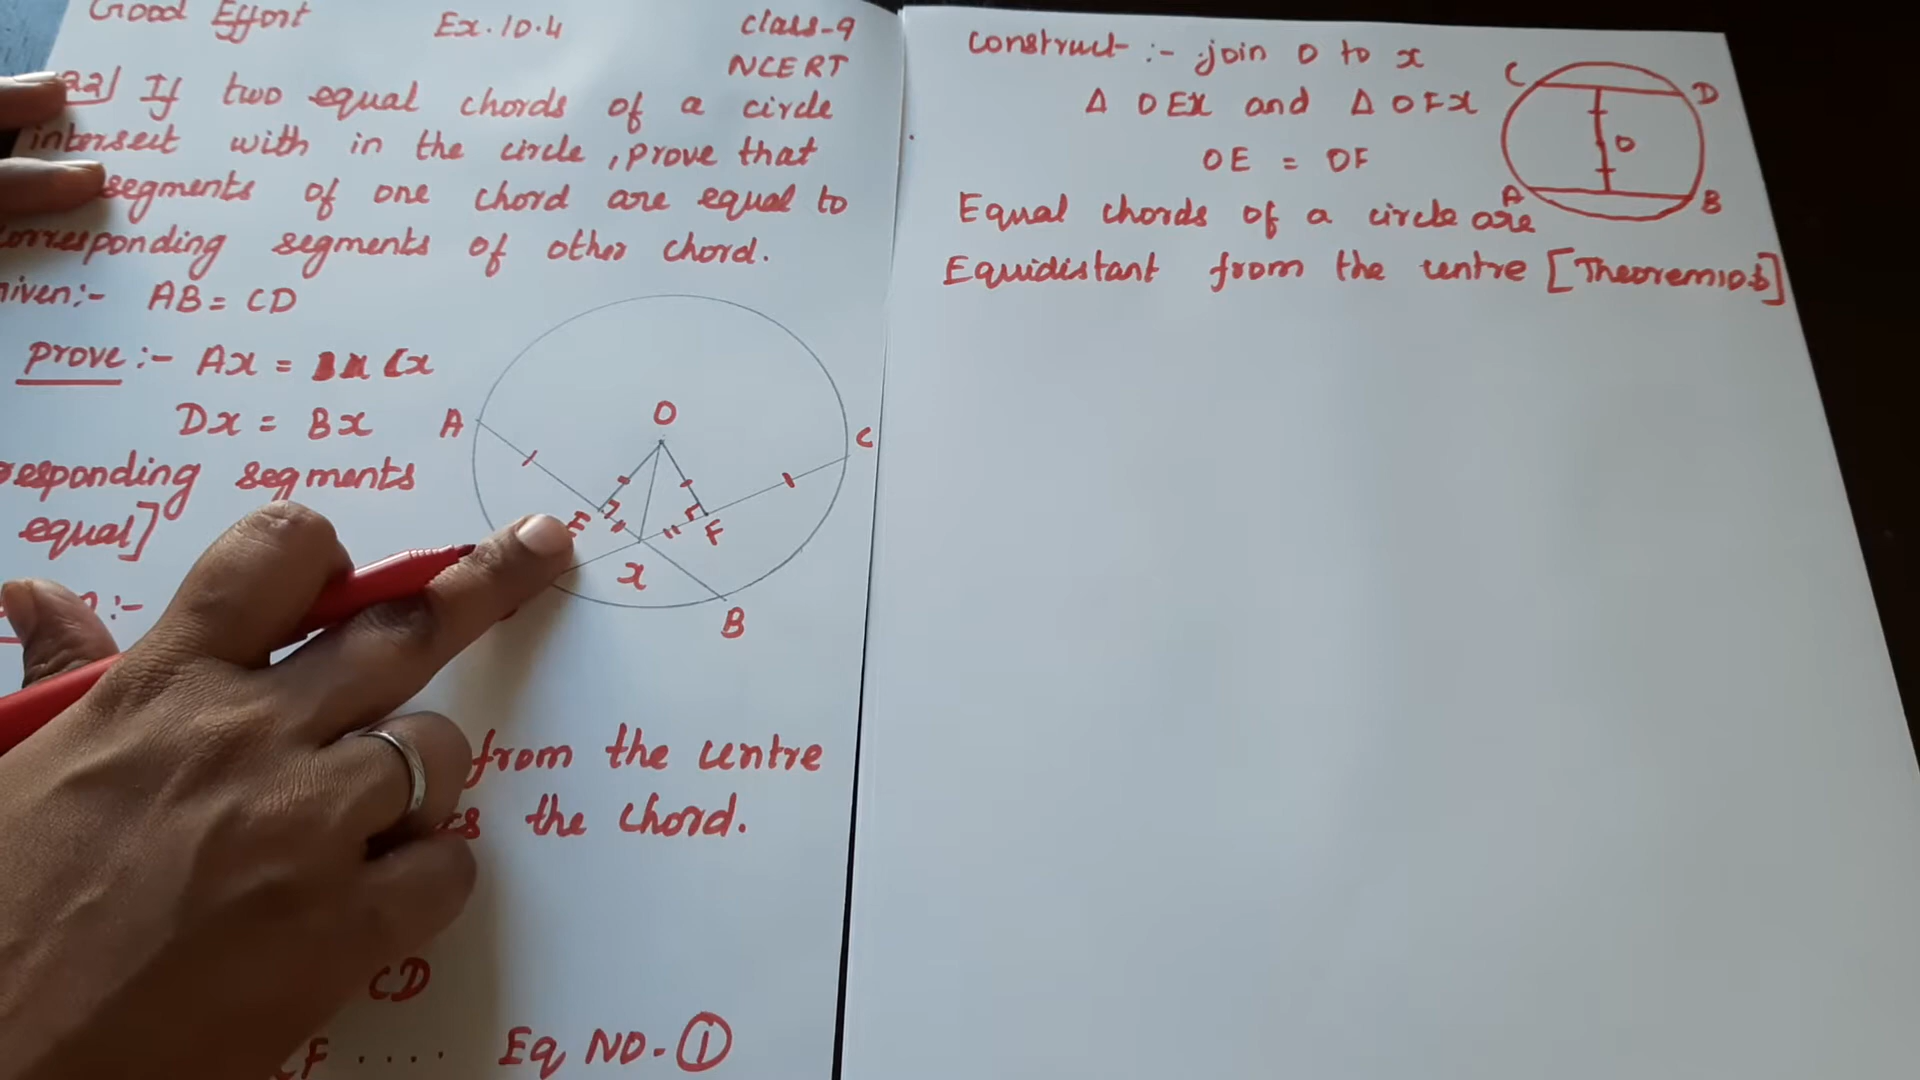 Good Effort Ex. 10.4 class-9
NCERT
Q2] If two equal chords of a circle
intersect with in the circle, prove that
segments of one chord are equal to
corresponding segments of other chord.
Given:- AB = CD
prove :- Ax = Cx
Dx = Bx
responding segments
equal]
:-
A
O
C
E
F
x
B
from the centre
the chord.
CD
F .... Eq NO- 1
construct :- join O to x
Δ OEx and Δ OFx
OE = OF
Equal chords of a circle are
Equidistant from the centre [Theorem
C
D
O
A
B